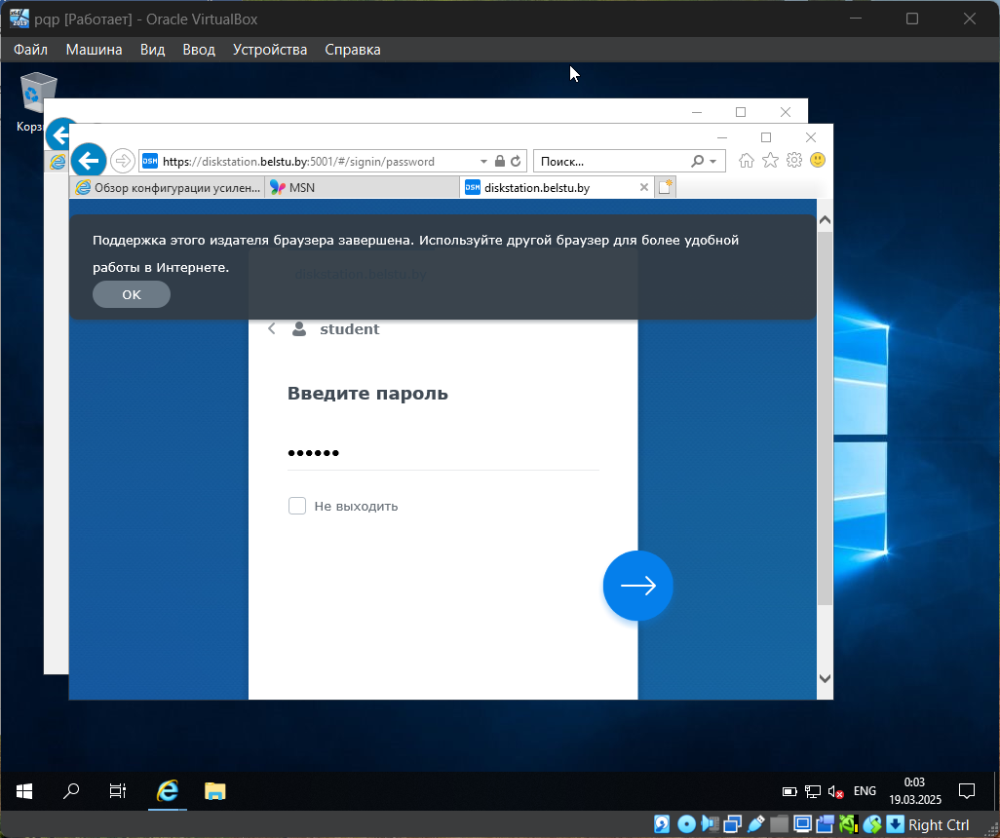 pqp [Работает] - Oracle VirtualBox
Файл Машина Вид Ввод Устройства Справка
https://diskstation.belstu.by:5001/#/signin/password
Поиск...
Обзор конфигурации усилен...
MSN
diskstation.belstu.by
Поддержка этого издателя браузера завершена. Используйте другой браузер для более удобной
работы в Интернете.
diskstation.belstu.by
OK
student
Введите пароль
Не выходить
ENG
0:03
19.03.2025
Right Ctrl